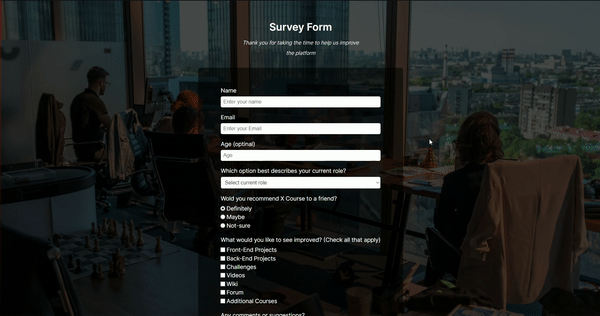 Survey Form
Thank you for taking the time to help us improve
the platform
Name
Enter your name
Email
Enter your Email
Age (optinal)
Age
Which option best describes your current role?
Select current role
Wold you recommend X Course to a friend?
Definitely
Maybe
Not-sure
What would you like to see improved? (Check all that apply)
Front-End Projects
Back-End Projects
Challenges
Videos
Wiki
Forum
Additional Courses
Any comments or suggestions?